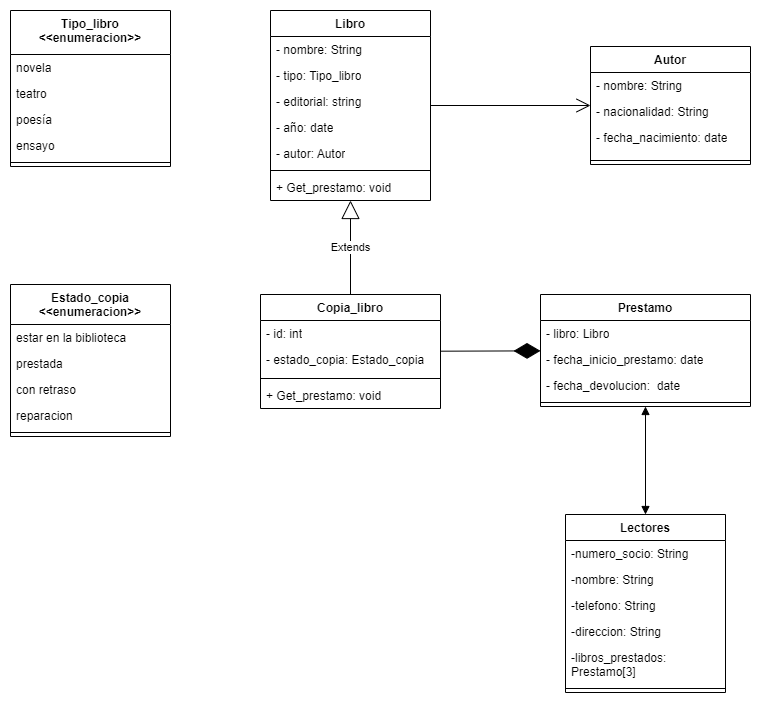 Tipo_libro
<<enumeracion>>
novela
teatro
poesía
ensayo
Libro
- nombre: String
- tipo: Tipo_libro
- editorial: string
- año: date
- autor: Autor
+ Get_prestamo: void
Autor
- nombre: String
- nacionalidad: String
- fecha_nacimiento: date
Extends
Estado_copia
<<enumeracion>>
estar en la biblioteca
prestada
con retraso
reparacion
Copia_libro
- id: int
- estado_copia: Estado_copia
+ Get_prestamo: void
Prestamo
- libro: Libro
- fecha_inicio_prestamo: date
- fecha_devolucion:  date
Lectores
-numero_socio: String
-nombre: String
-telefono: String
-direccion: String
-libros_prestados:
Prestamo[3]